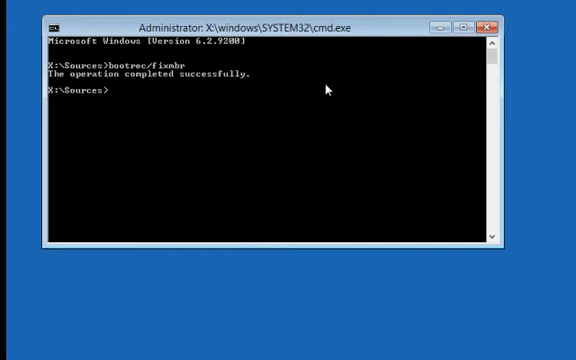 Administrator: X:\windows\SYSTEM32\cmd.exe
Microsoft Windows [Version 6.2.9200]
X:\Sources>bootrec/fixmbr
The operation completed successfully.
X:\Sources>